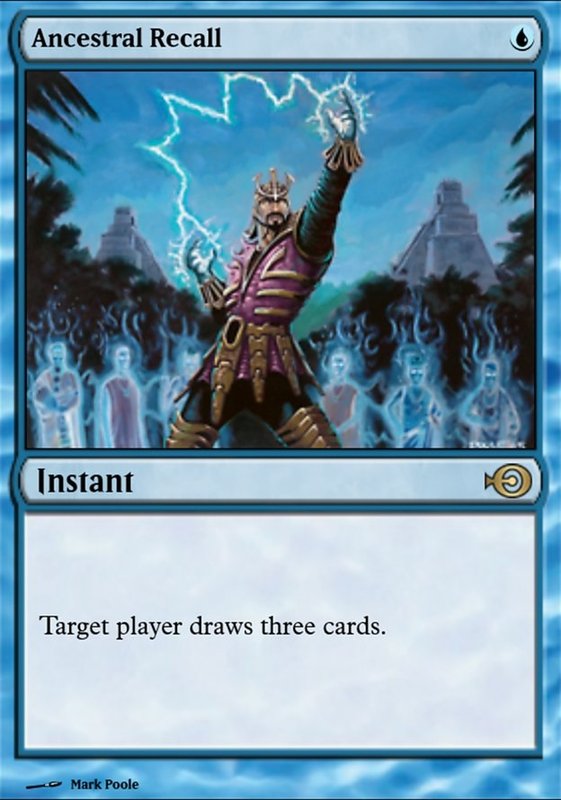 Ancestral Recall
Instant
Target player draws three cards.
Mark Poole